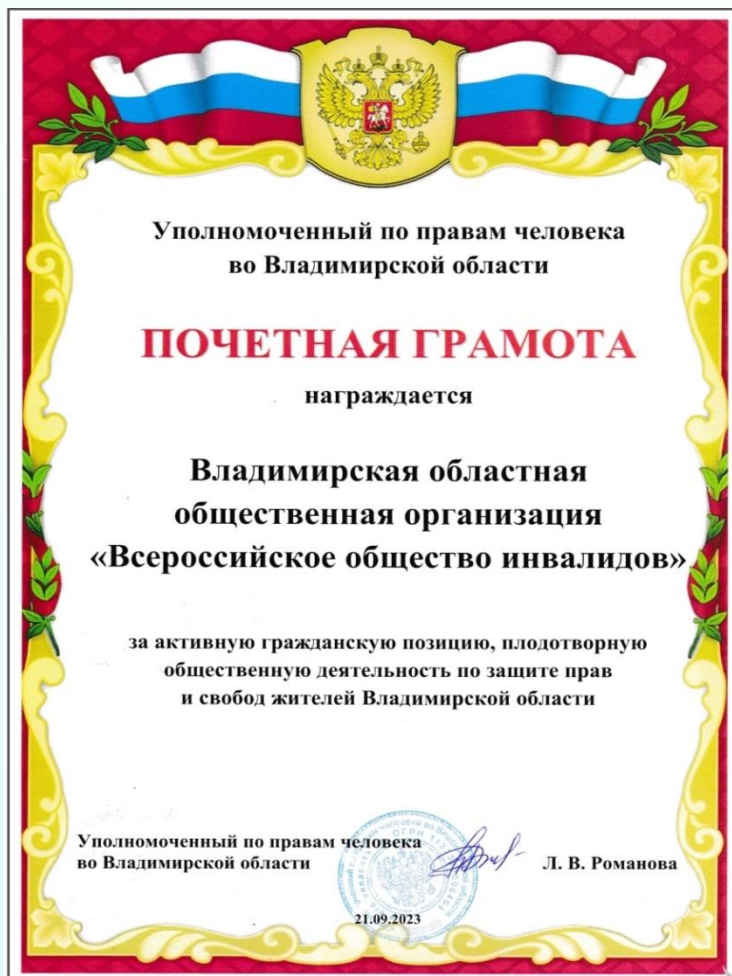 Уполномоченный по правам человека
во Владимирской области
ПОЧЕТНАЯ ГРАМОТА
награждается
Владимирская областная
общественная организация
«Всероссийское общество инвалидов»
за активную гражданскую позицию, плодотворную
общественную деятельность по защите прав
и свобод жителей Владимирской области
Уполномоченный по правам человека
во Владимирской области
Л. В. Романова
21.09.2023